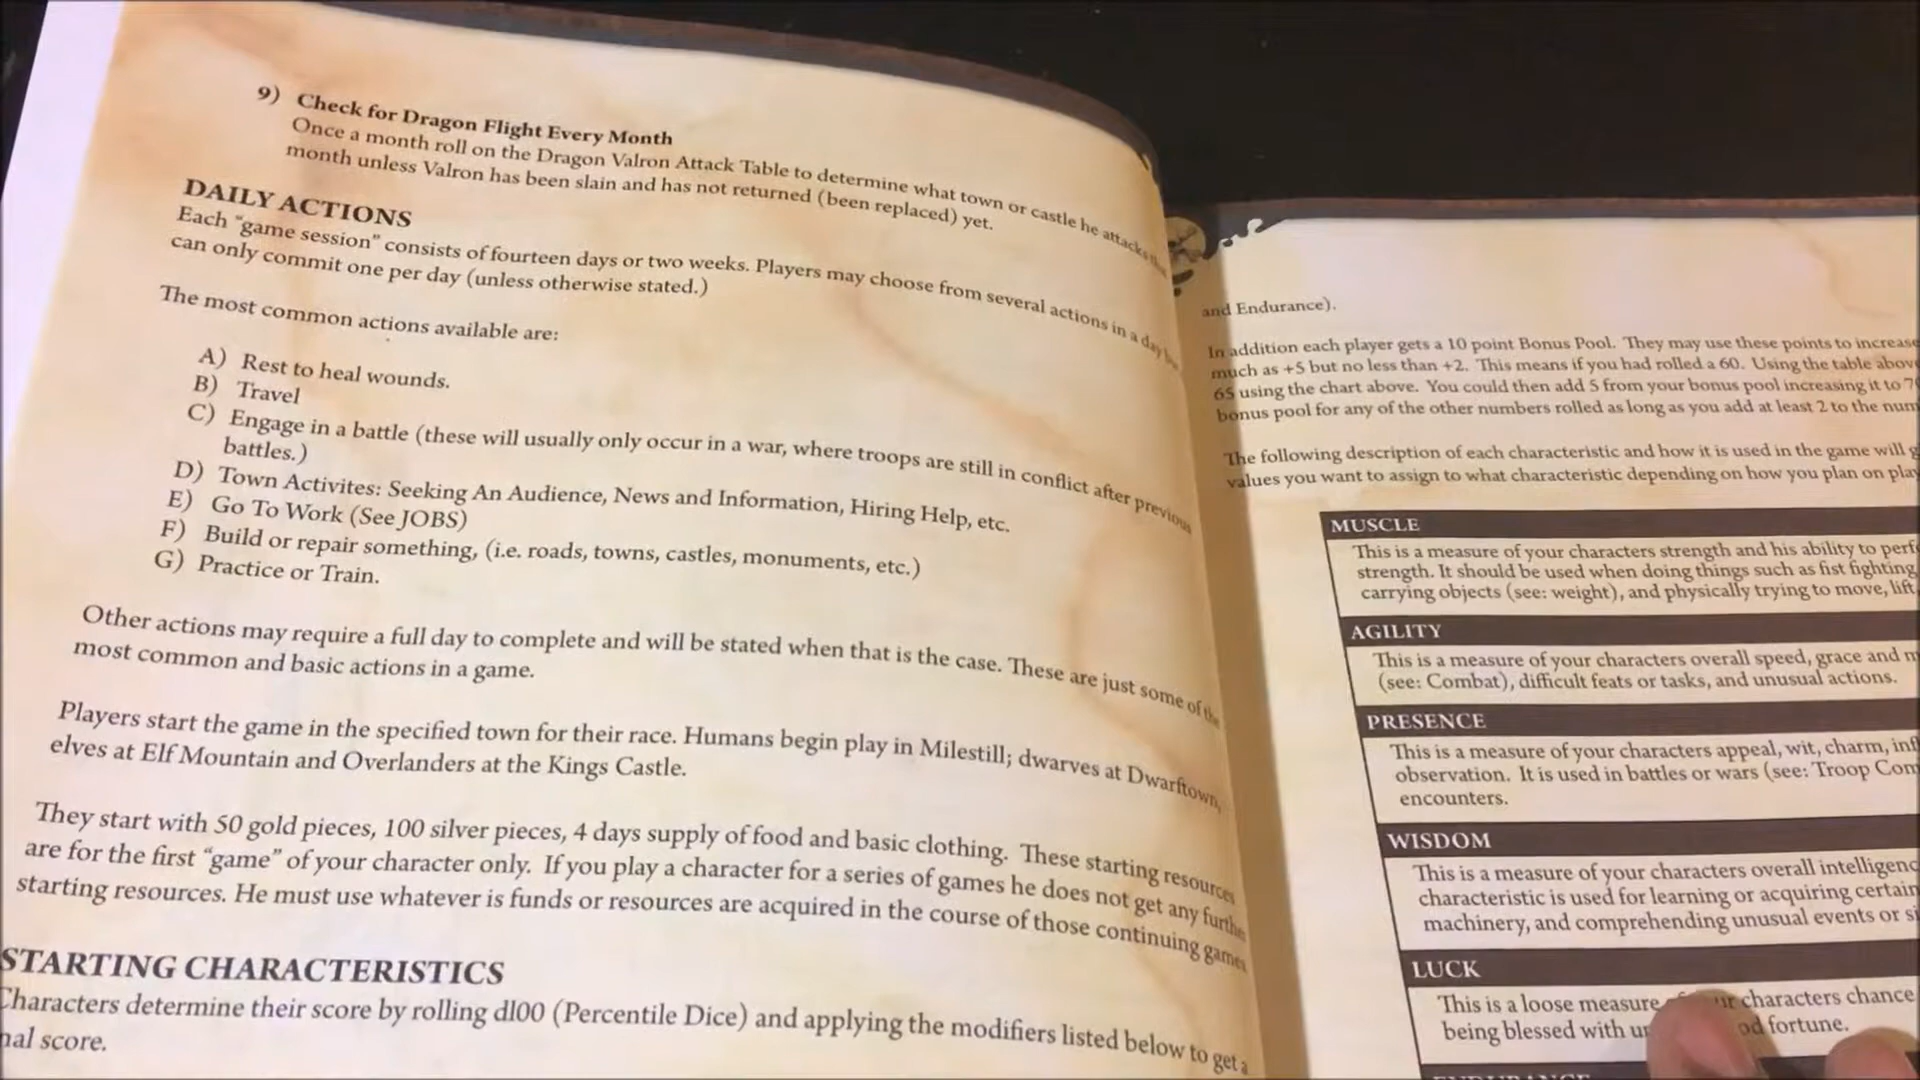 9) Check for Dragon Flight Every Month
Once a month roll on the Dragon Valron Attack Table to determine what town or castle he attacks
month unless Valron has been slain and has not returned (been replaced) yet.
DAILY ACTIONS
Each "game session" consists of fourteen days or two weeks. Players may choose from several actions in a day
can only commit one per day (unless otherwise stated.)
The most common actions available are:
A) Rest to heal wounds.
B) Travel
C) Engage in a battle (these will usually only occur in a war, where troops are still in conflict after previous
battles.)
D) Town Activites: Seeking An Audience, News and Information, Hiring Help, etc.
E) Go To Work (See JOBS)
F) Build or repair something, (i.e. roads, towns, castles, monuments, etc.)
G) Practice or Train.
Other actions may require a full day to complete and will be stated when that is the case. These are just some of the
most common and basic actions in a game.
Players start the game in the specified town for their race. Humans begin play in Milestill; dwarves at Dwarftown,
elves at Elf Mountain and Overlanders at the Kings Castle.
They start with 50 gold pieces, 100 silver pieces, 4 days supply of food and basic clothing. These starting resources
are for the first "game" of your character only. If you play a character for a series of games he does not get any further
starting resources. He must use whatever is funds or resources are acquired in the course of those continuing games
STARTING CHARACTERISTICS
Characters determine their score by rolling d100 (Percentile Dice) and applying the modifiers listed below to get a
score.
and Endurance).
In addition each player gets a 10 point Bonus Pool. They may use these points to increase
much as +5 but no less than +2. This means if you had rolled a 60. Using the table above
65 using the chart above. You could then add 5 from your bonus pool increasing it to
bonus pool for any of the other numbers rolled as long as you add at least 2 to the
The following description of each characteristic and how it is used in the game will
values you want to assign to what characteristic depending on how you plan on
MUSCLE
This is a measure of your characters strength and his ability to
strength. It should be used when doing things such as fist fighting,
carrying objects (see: weight), and physically trying to move, lift,
AGILITY
This is a measure of your characters overall speed, grace and
(see: Combat), difficult feats or tasks, and unusual actions.
PRESENCE
This is a measure of your characters appeal, wit, charm,
observation. It is used in battles or wars (see: Troop
encounters.
WISDOM
This is a measure of your characters overall
characteristic is used for learning or acquiring certain
machinery, and comprehending unusual events or
LUCK
This is a loose measure characters chance
being blessed with fortune.